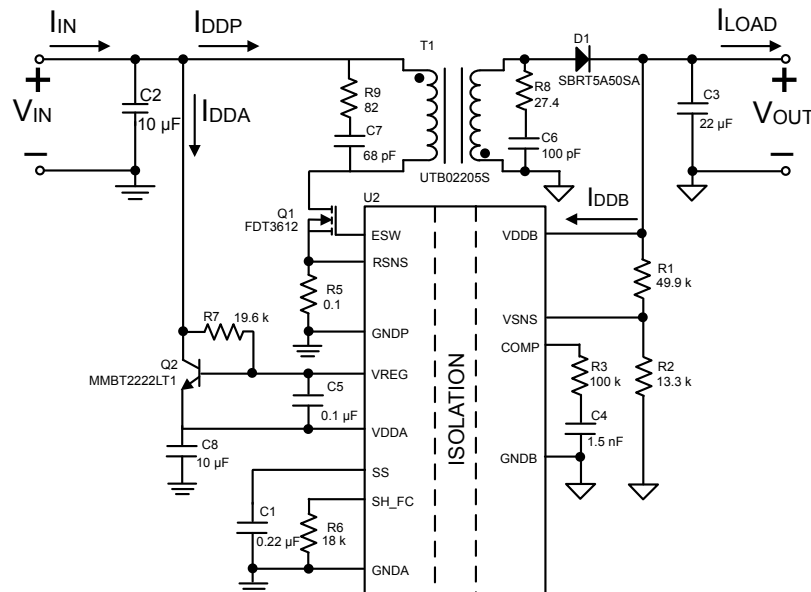 IIN
IDDP
T1
D1
SBRT5A50SA
ILOAD
+
VIN
−
C2
10 µF
IDDA
R9
82
C7
68 pF
R8
27.4
C6
100 pF
UTB02205S
C3
22 µF
+
VOUT
−
IDDB
Q1
FDT3612
U2
ESW
RSNS
R5
0.1
GNDP
R7
19.6 k
Q2
MMBT2222LT1
VREG
C5
0.1 µF
VDDA
C8
10 µF
SS
SH_FC
C1
0.22 µF
R6
18 k
GNDA
ISOLATION
VDDB
R1
49.9 k
VSNS
COMP
R3
100 k
R2
13.3 k
C4
1.5 nF
GNDB